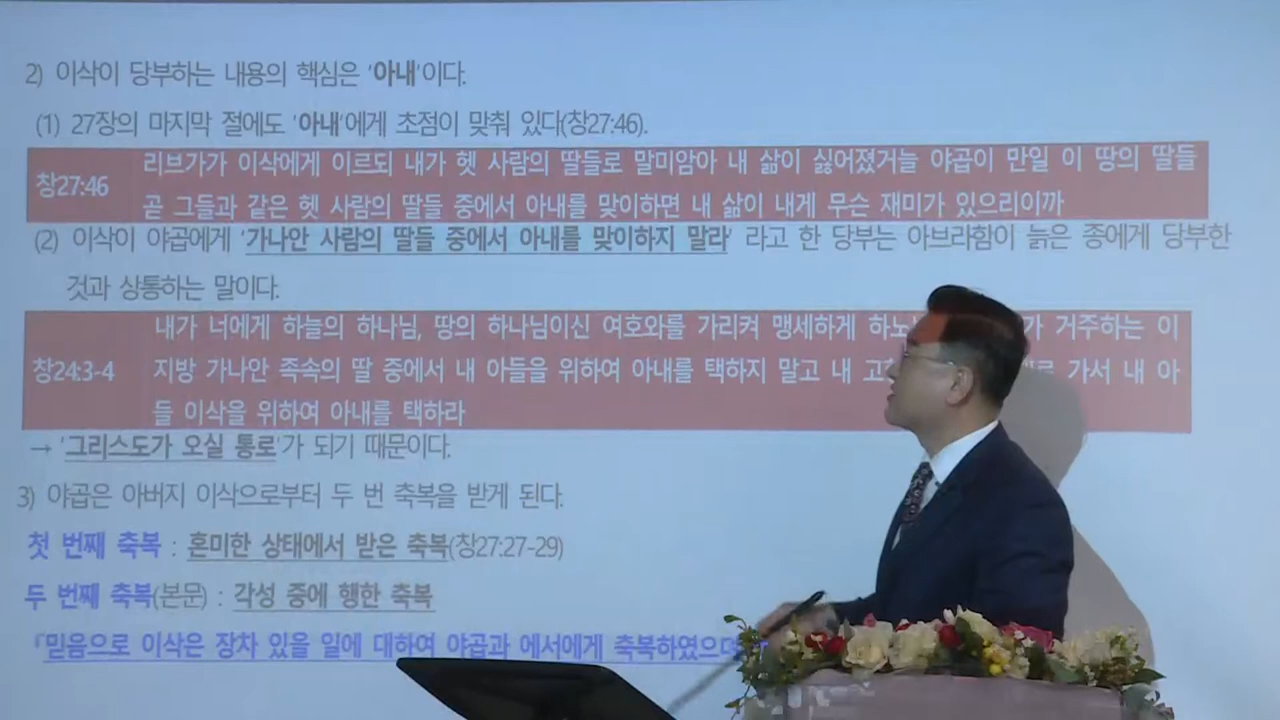 2) 이삭이 당부하는 내용의 핵심은 '아내'이다.
(1) 27장의 마지막 절에도 '아내'에게 초점이 맞춰 있다(창27:46).
창27:46
리브가가 이삭에게 이르되 내가 헷 사람의 딸들로 말미암아 내 삶이 싫어졌거늘 야곱이 만일 이 땅의 딸들
곧 그들과 같은 헷 사람의 딸들 중에서 아내를 맞이하면 내 삶이 내게 무슨 재미가 있으리이까
(2) 이삭이 야곱에게 '가나안 사람의 딸들 중에서 아내를 맞이하지 말라' 라고 한 당부는 아브라함이 늙은 종에게 당부한
것과 상통하는 말이다.
창24:3-4
내가 너에게 하늘의 하나님, 땅의 하나님이신 여호와를 가리켜 맹세하게 하노 가 거주하는 이
지방 가나안 족속의 딸 중에서 내 아들을 위하여 아내를 택하지 말고 내 고 가서 내 아
들 이삭을 위하여 아내를 택하라
→ '그리스도가 오실 통로'가 되기 때문이다.
3) 야곱은 아버지 이삭으로부터 두 번 축복을 받게 된다.
첫 번째 축복 : 혼미한 상태에서 받은 축복(창27:27-29)
두 번째 축복(본문) : 각성 중에 행한 축복
「믿음으로 이삭은 장차 있을 일에 대하여 야곱과 에서에게 축복하였으며